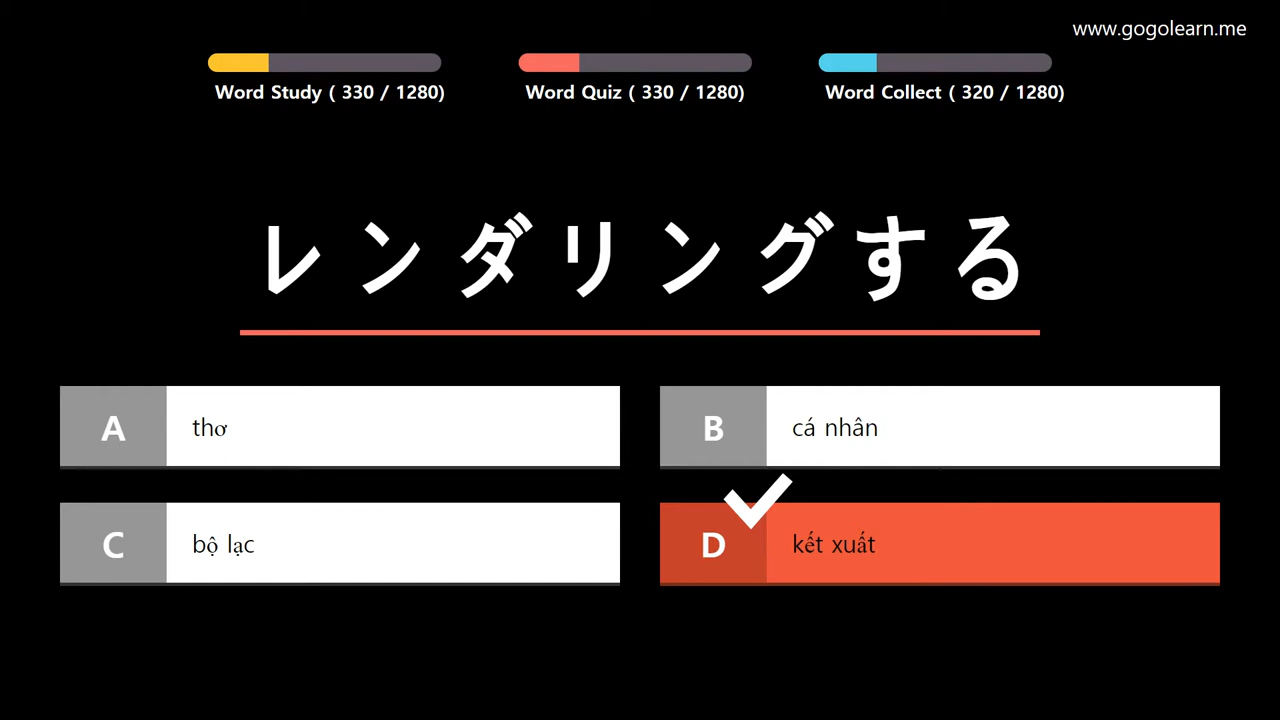 www.gogolearn.me
Word Study ( 330 / 1280)
Word Quiz ( 330 / 1280)
Word Collect ( 320 / 1280)
レンダリングする
A thơ
B cá nhân
C bộ lạc
D kết xuất